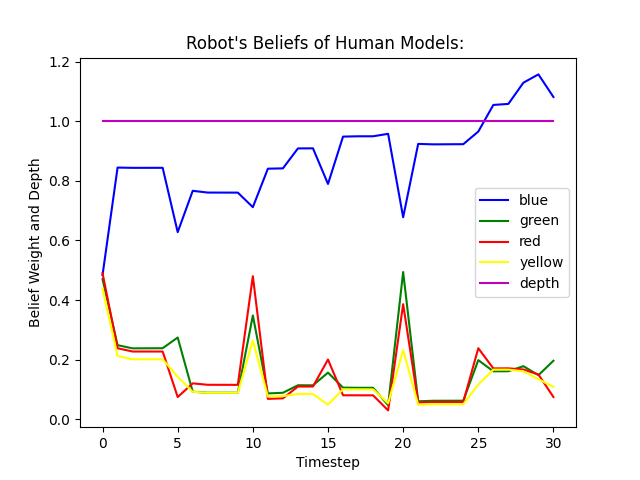 Robot's Beliefs of Human Models:
1.2
1.0
0.8
0.6
0.4
0.2
0.0
Belief Weight and Depth
blue
green
red
yellow
depth
0 5 10 15 20 25 30
Timestep